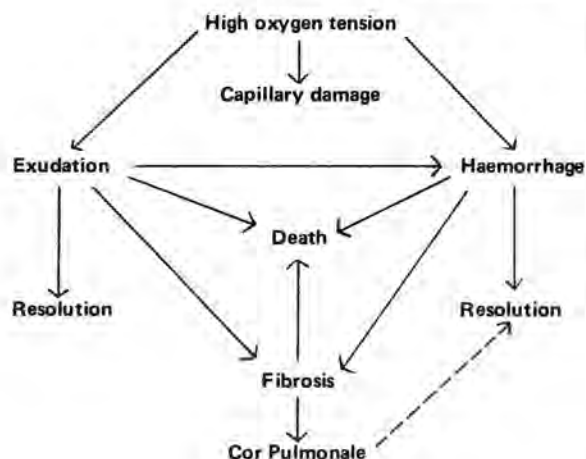 High oxygen tension
Capillary damage
Exudation
Haemorrhage
Death
Resolution
Resolution
Fibrosis
Cor Pulmonale